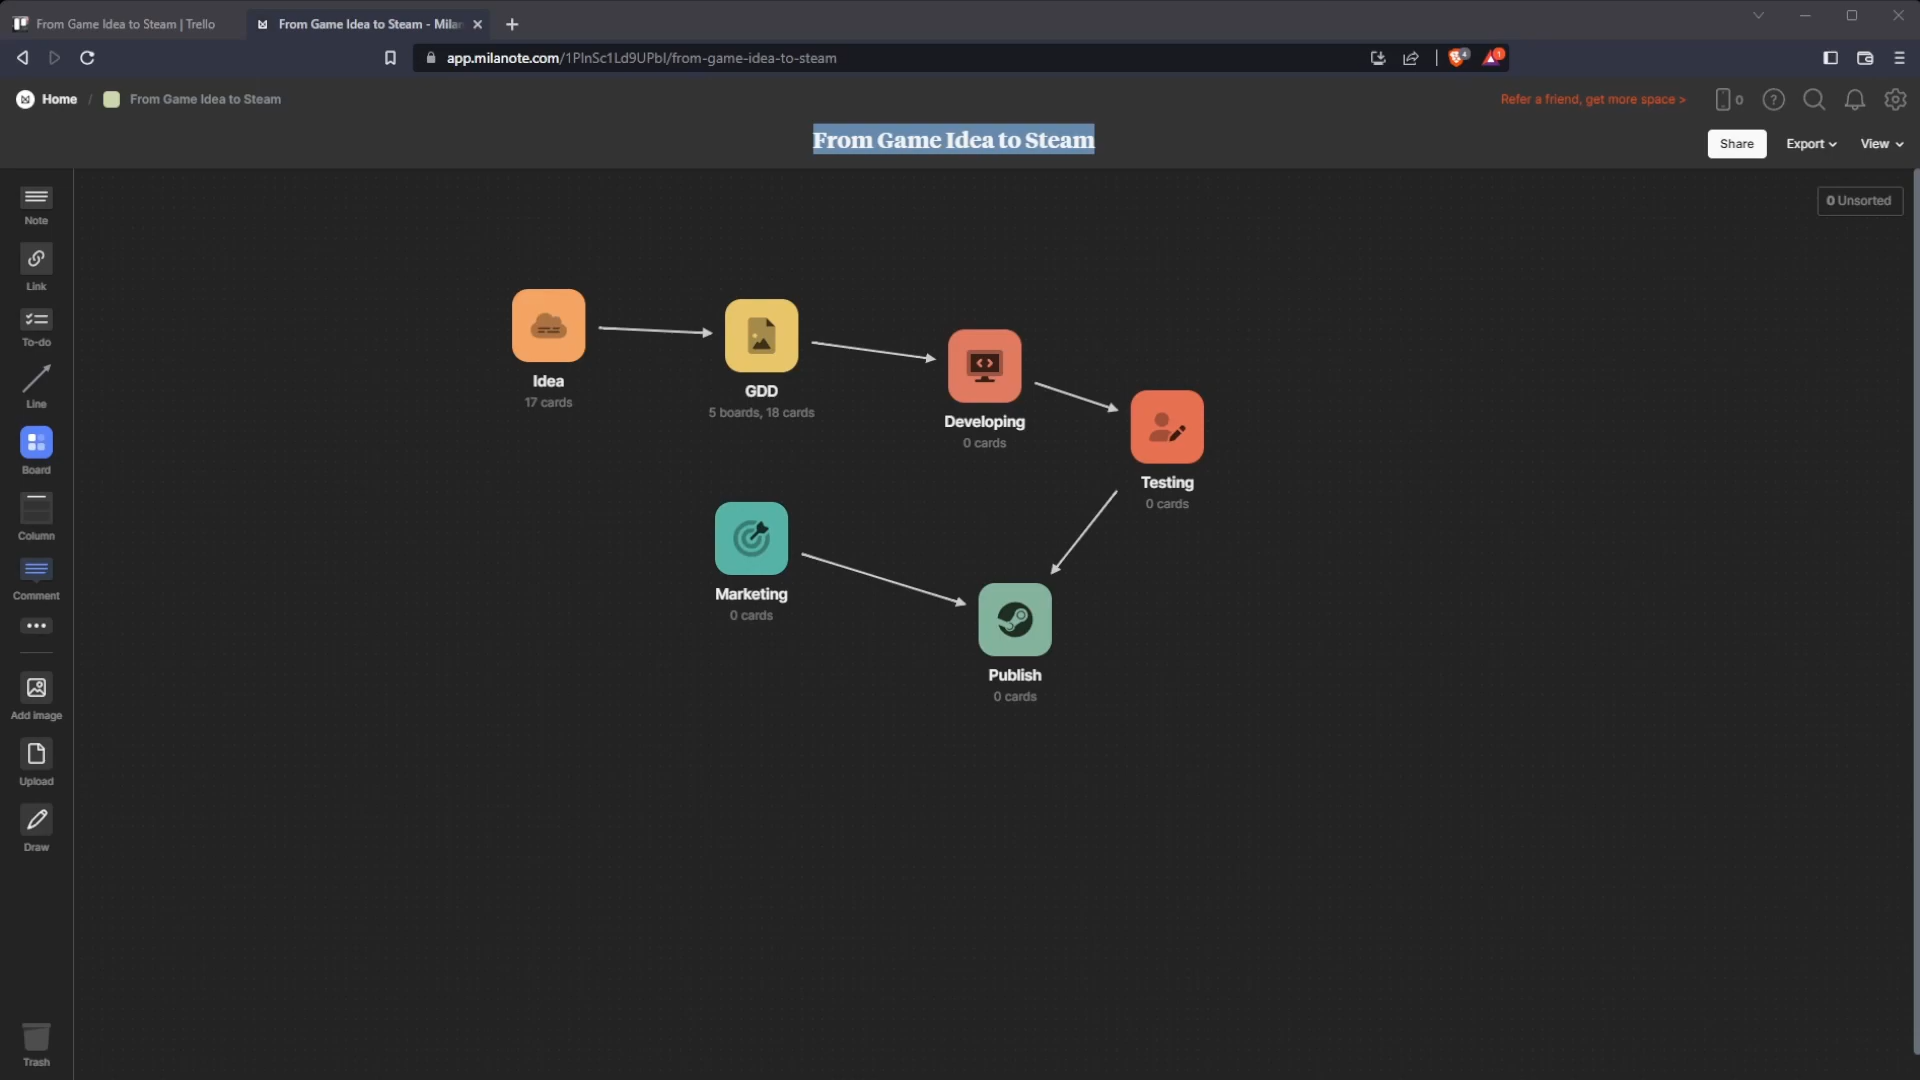 From Game Idea to Steam | Trello
From Game Idea to Steam - Milan
app.milanote.com/1PlnSc1Ld9UPbl/from-game-idea-to-steam
4
1
Home / From Game Idea to Steam
Refer a friend, get more space >
0
From Game Idea to Steam
Share
Export
View
0 Unsorted
Note
Link
To-do
Line
Board
Column
Comment
Add image
Upload
Draw
Trash
Idea
17 cards
GDD
5 boards, 18 cards
Developing
0 cards
Testing
0 cards
Marketing
0 cards
Publish
0 cards